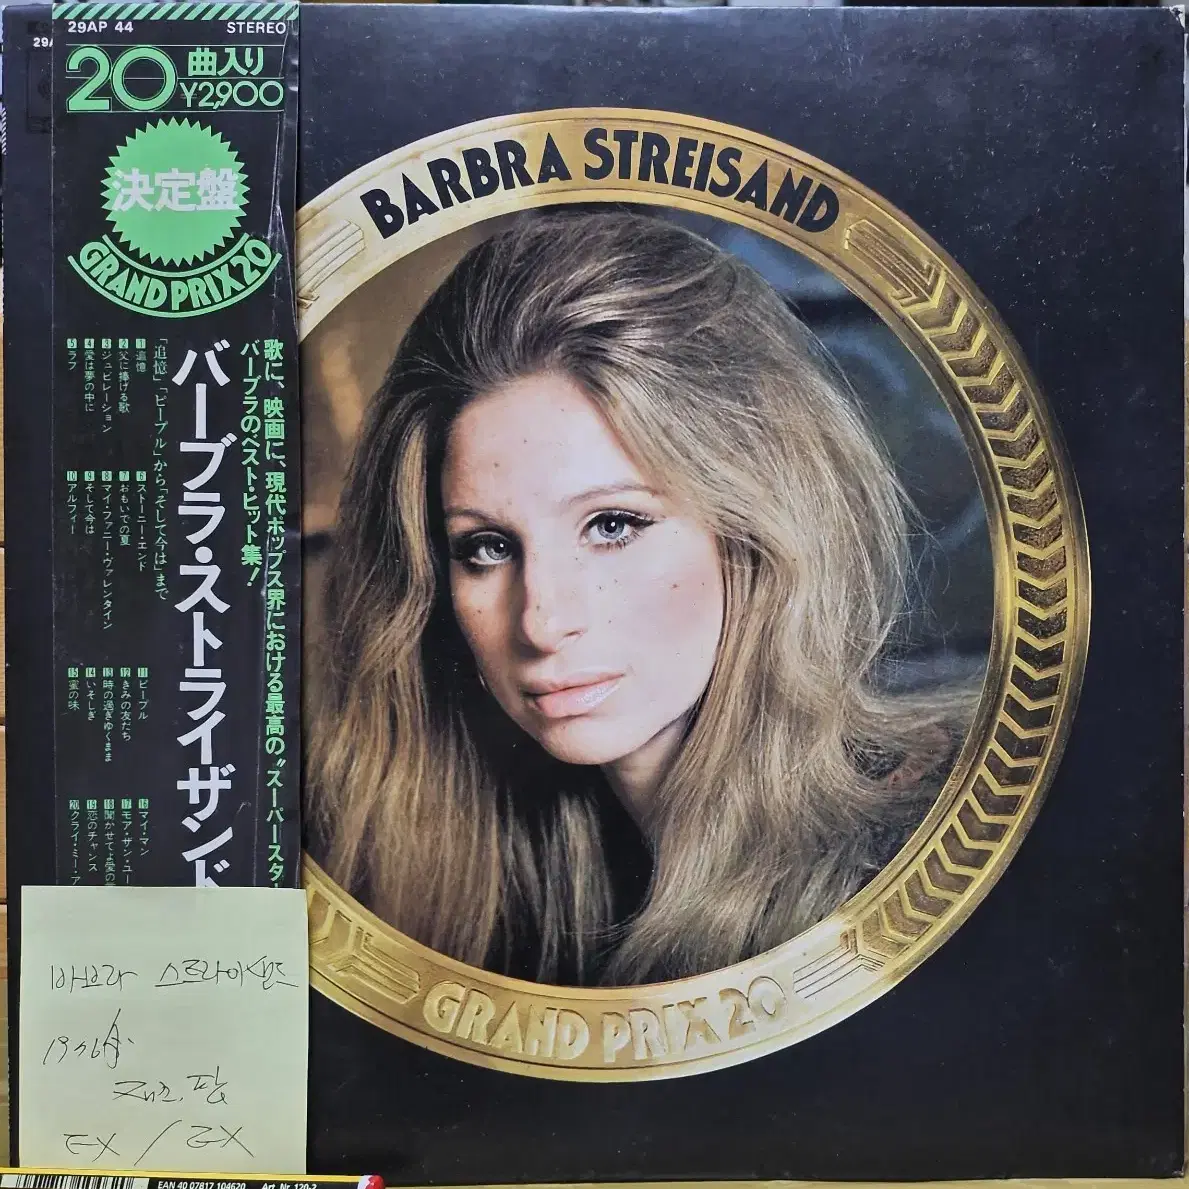 29AP 44
STEREO
20
曲入り
¥2,900
決定盤
GRAND PRIX 20
歌に、映画に、現代ポップス界における最高の"スーパースター
バーブラのベスト・ヒット集!
バーブラ・ストライザンド
「追憶」「ピープル」から「そして今は」まで
1 追憶
2 父に捧げる歌
3 ジュビレーション
4 愛は夢の中に
5 ラフ
6 ストーニー・エンド
7 おもいでの夏
8 マイ・ファニー・ヴァレンタイン
9 そして今は
10 アルフィー
11 ピープル
12 きみの友だち
13 時の過ぎゆくまま
14 いそしぎ
15 蜜の味
16 マイ・マン
17 モア・ザン・ユー
18 聞かせてよ愛の
19 恋のチャンス
20 クライ・ミー・ア
BARBRA STREISAND
GRAND PRIX 20
바브라 스트라이샌드
1976年
재즈, 팝
EX / EX
EAN 40 07817 104620 Art. Nr. 120-2